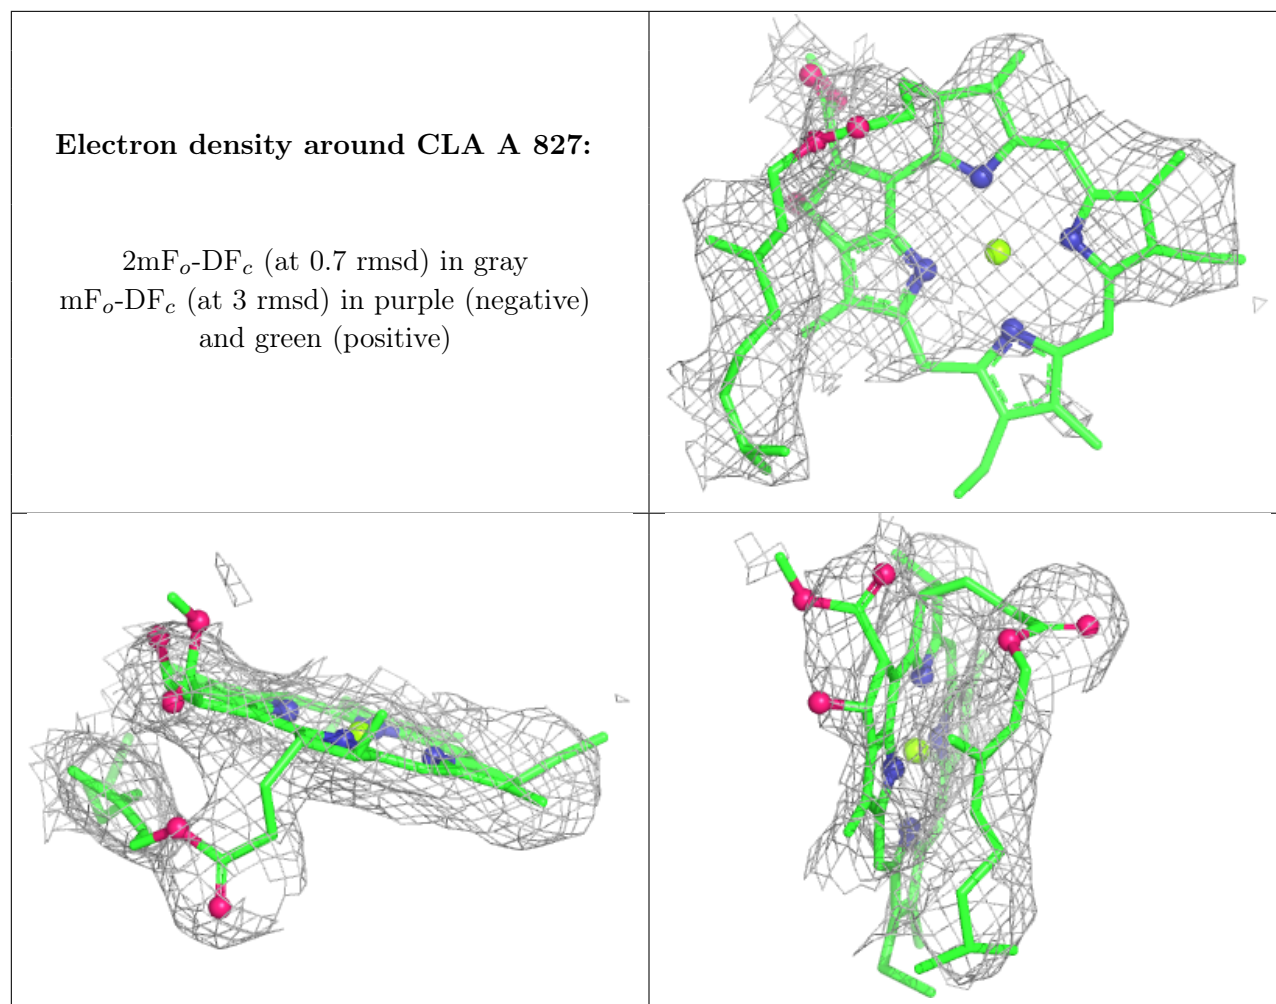 Electron density around CLA A 827:
2mFo-DFc (at 0.7 rmsd) in gray
mFo-DFc (at 3 rmsd) in purple (negative)
and green (positive)